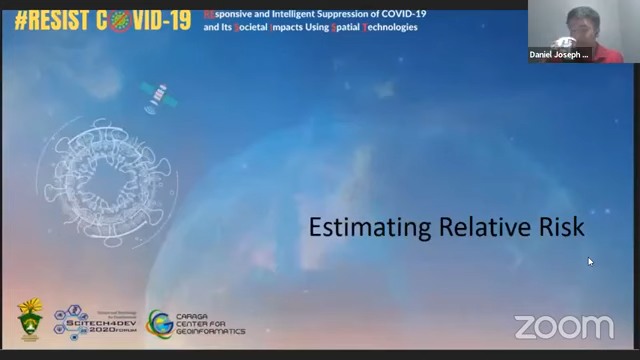 #RESIST COVID-19
REsponsive and Intelligent Suppression of COVID-19
and Its Societal Impacts Using Spatial Technologies
Daniel Joseph ...
Estimating Relative Risk
SCITECH4DEV
2020 FORUM
CARAGA
CENTER FOR
GEOINFORMATICS
zoom